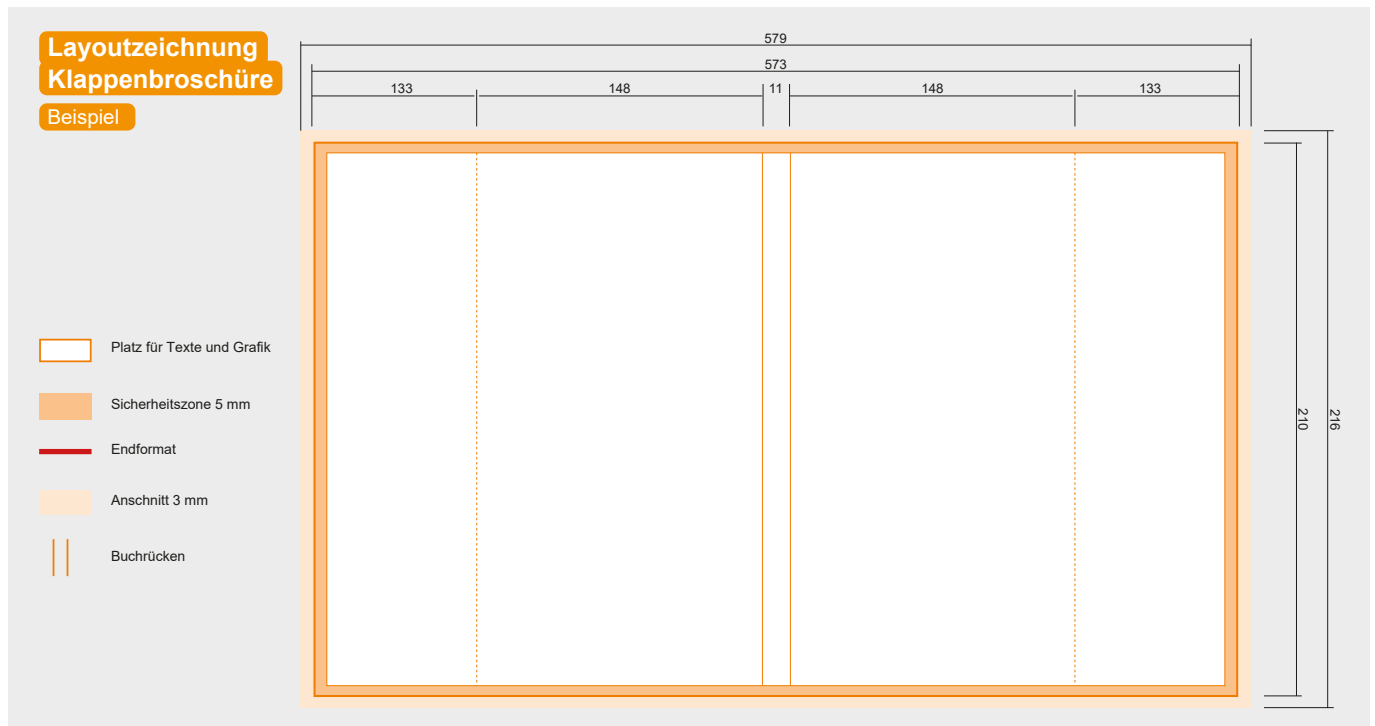 Layoutzeichnung
Klappenbroschüre
Beispiel
579
573
133 148 11 148 133
Platz für Texte und Grafik
Sicherheitszone 5 mm
Endformat
Anschnitt 3 mm
Buchrücken
210
216